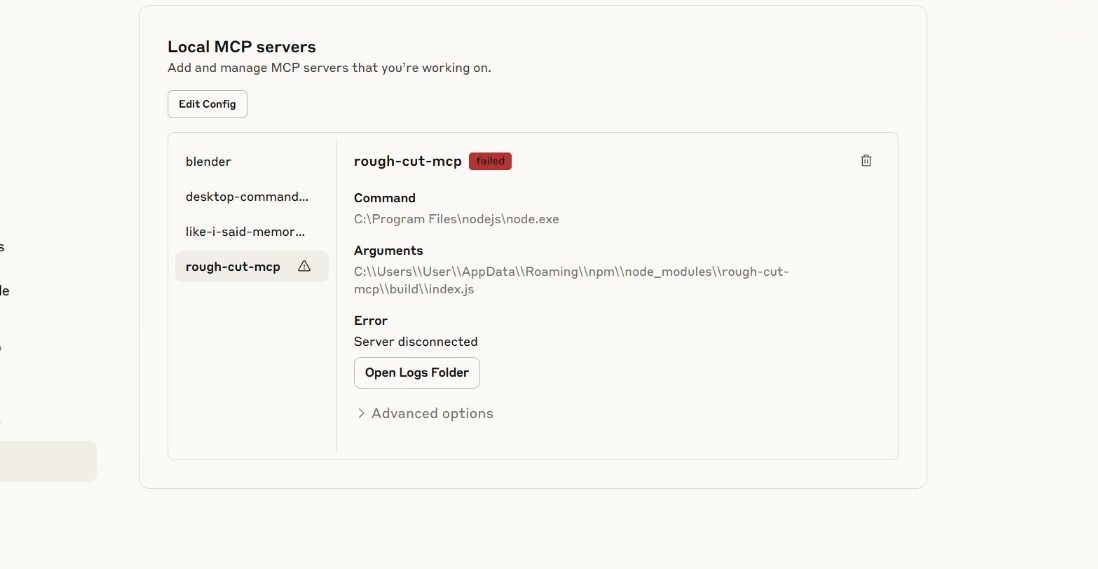 Local MCP servers
Add and manage MCP servers that you're working on.
Edit Config
blender
desktop-command...
like-i-said-memor...
rough-cut-mcp
rough-cut-mcp failed
Command
C:\Program Files\nodejs\node.exe
Arguments
C:\\Users\\User\\AppData\\Roaming\\npm\\node_modules\\rough-cut-
mcp\\build\\index.js
Error
Server disconnected
Open Logs Folder
Advanced options